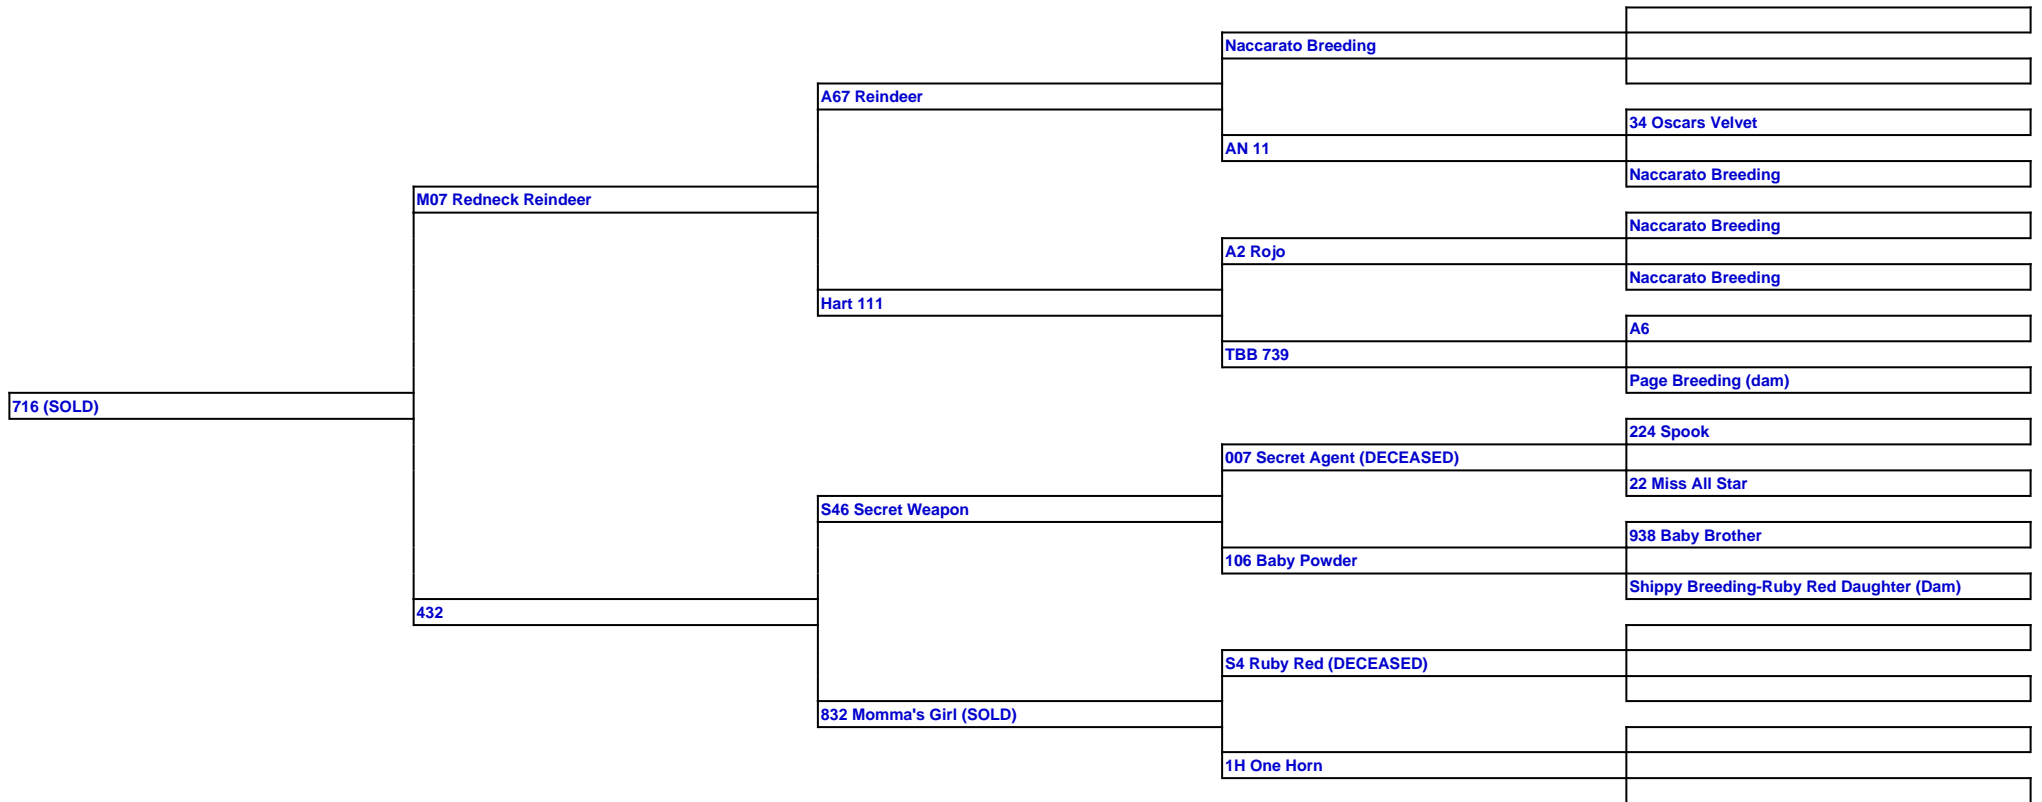 Naccarato Breeding
A67 Reindeer
34 Oscars Velvet
AN 11
Naccarato Breeding
M07 Redneck Reindeer
Naccarato Breeding
A2 Rojo
Naccarato Breeding
Hart 111
A6
TBB 739
Page Breeding (dam)
716 (SOLD)
224 Spook
007 Secret Agent (DECEASED)
22 Miss All Star
S46 Secret Weapon
938 Baby Brother
106 Baby Powder
Shippy Breeding-Ruby Red Daughter (Dam)
432
S4 Ruby Red (DECEASED)
832 Momma's Girl (SOLD)
1H One Horn